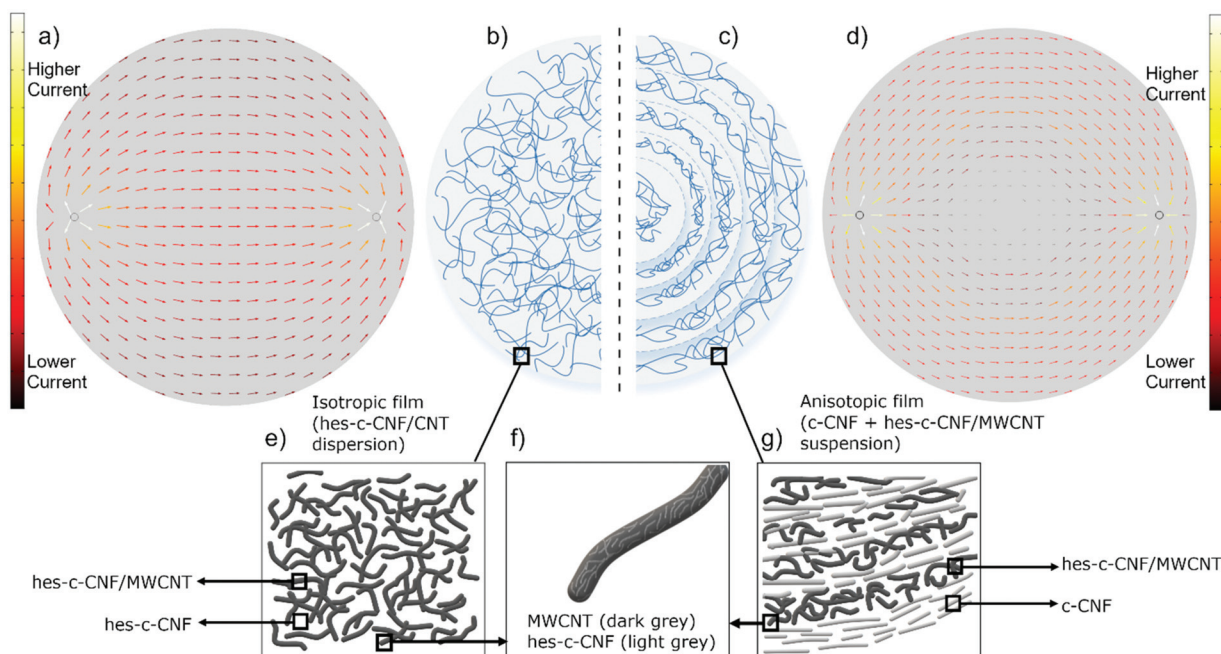 a)
b)
c)
d)
Higher
Current
Higher
Current
Lower
Current
Lower
Current
Isotropic film
(hes-c-CNF/CNT
dispersion)
Anisotopic film
(c-CNF + hes-c-CNF/MWCNT
suspension)
e)
f)
g)
hes-c-CNF/MWCNT
hes-c-CNF
MWCNT (dark grey)
hes-c-CNF (light grey)
hes-c-CNF/MWCNT
c-CNF